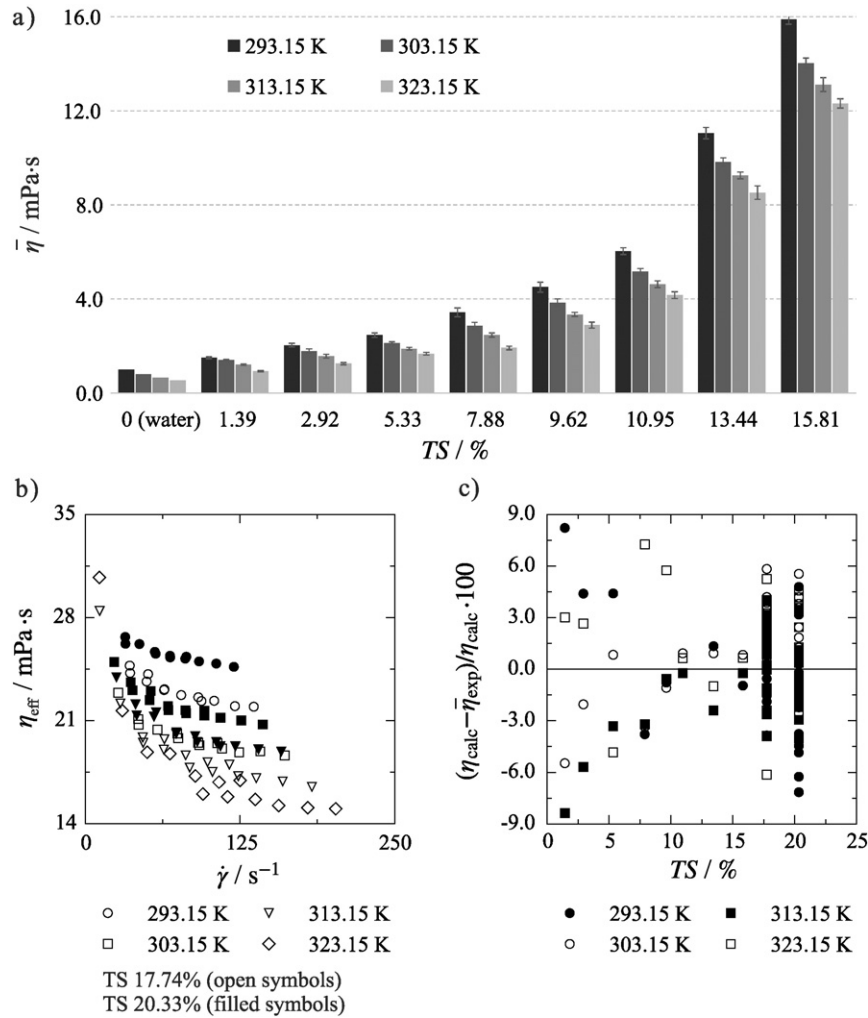 a)
16.0
12.0
8.0
4.0
0.0
η̄ / mPa·s
293.15 K 303.15 K
313.15 K 323.15 K
0 (water) 1.39 2.92 5.33 7.88 9.62 10.95 13.44 15.81
TS / %
b)
35
28
21
14
ηeff / mPa·s
0 125 250
γ̇ / s⁻¹
293.15 K 313.15 K
303.15 K 323.15 K
TS 17.74% (open symbols)
TS 20.33% (filled symbols)
c)
9.0
6.0
3.0
0.0
-3.0
-6.0
-9.0
(ηcalc−η̄exp)/ηcalc·100
0 5 10 15 20 25
TS / %
293.15 K 313.15 K
303.15 K 323.15 K